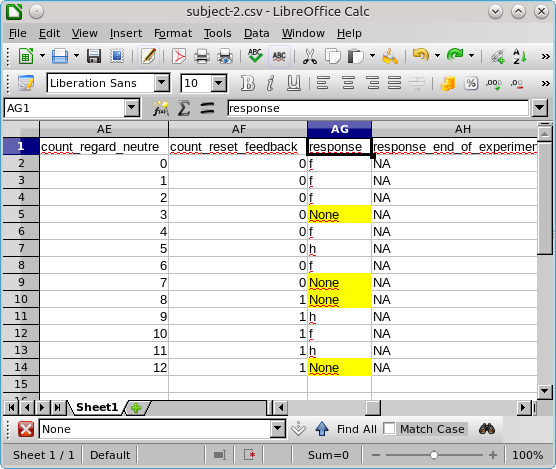 subject-2.csv - LibreOffice Calc
File Edit View Insert Format Tools Data Window Help
Liberation Sans 10
AG1 response
AE AF AG AH
1 count_regard_neutre count_reset_feedback response response_end_of_experimen
2 0 0 f NA
3 1 0 f NA
4 2 0 f NA
5 3 0 None NA
6 4 0 f NA
7 5 0 h NA
8 6 0 f NA
9 7 0 None NA
10 8 1 None NA
11 9 1 h NA
12 10 1 f NA
13 11 1 h NA
14 12 1 None NA
15
Sheet1
None Find All Match Case
Sheet 1 / 1 Default Sum=0 100%